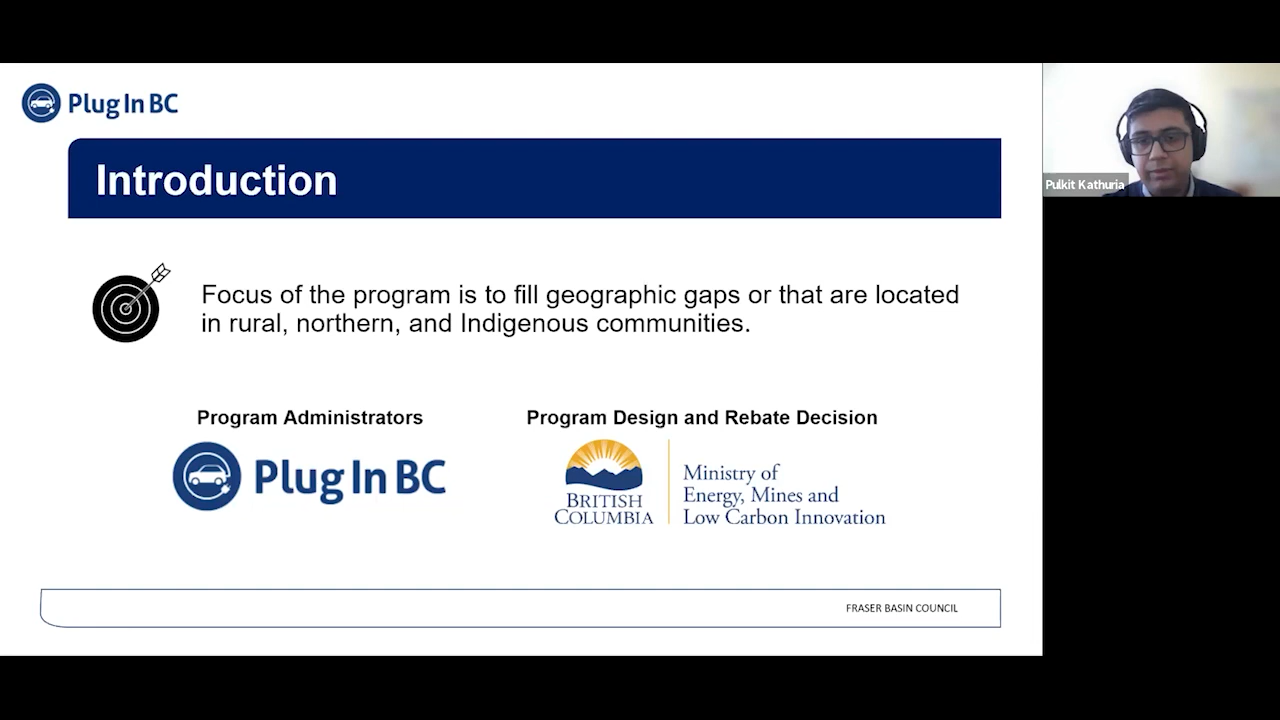 Plug In BC
Introduction
Pulkit Kathuria
Focus of the program is to fill geographic gaps or that are located
in rural, northern, and Indigenous communities.
Program Administrators
Plug In BC
Program Design and Rebate Decision
BRITISH
COLUMBIA
Ministry of
Energy, Mines and
Low Carbon Innovation
FRASER BASIN COUNCIL